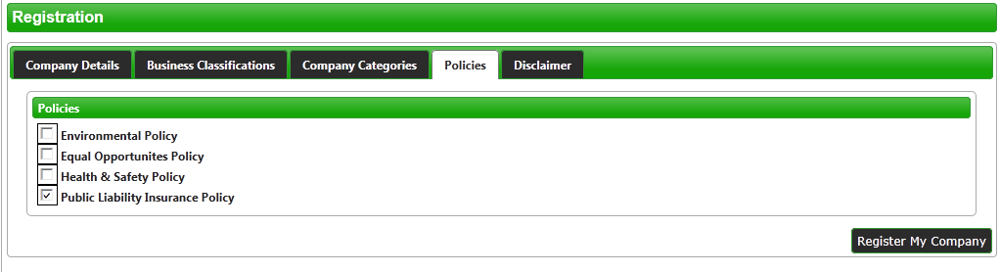 Registration
Company Details Business Classifications Company Categories Policies Disclaimer
Policies
Environmental Policy
Equal Opportunites Policy
Health & Safety Policy
Public Liability Insurance Policy
Register My Company